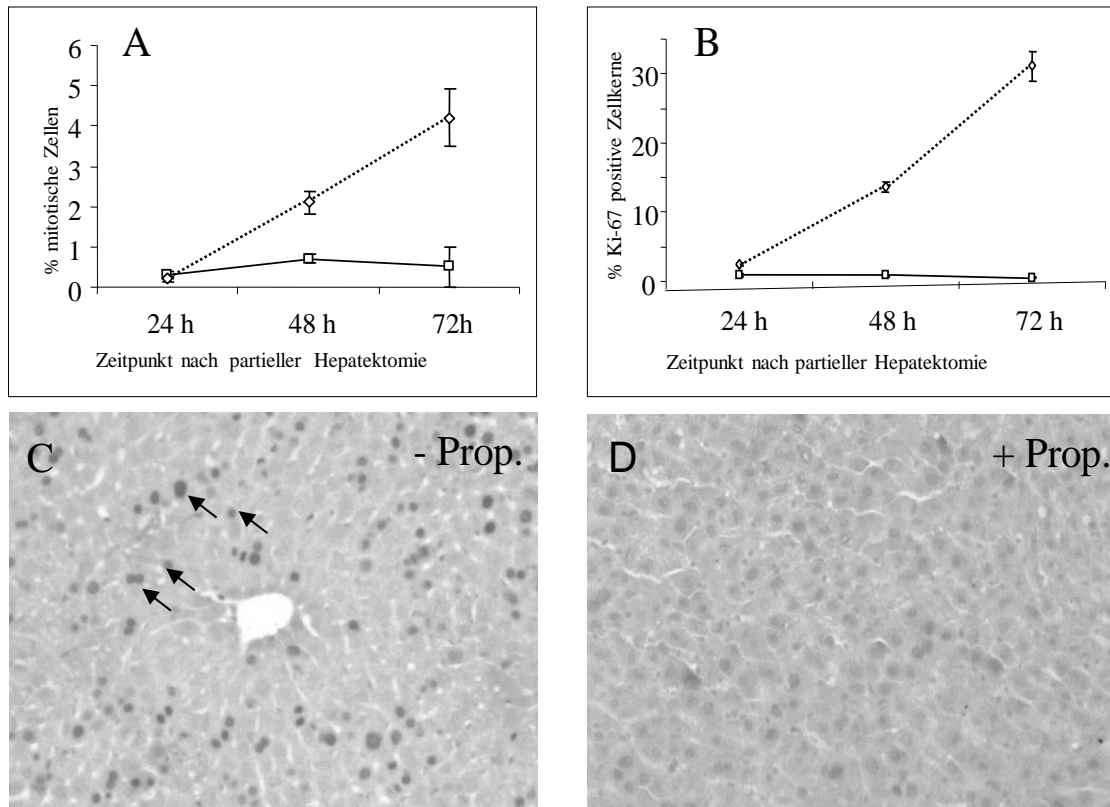 A
% mitotische Zellen
6
5
4
3
2
1
0
24 h 48 h 72h
Zeitpunkt nach partieller Hepatektomie
B
% Ki-67 positive Zellkerne
30
20
10
0
24 h 48 h 72 h
Zeitpunkt nach partieller Hepatektomie
C - Prop.
D + Prop.